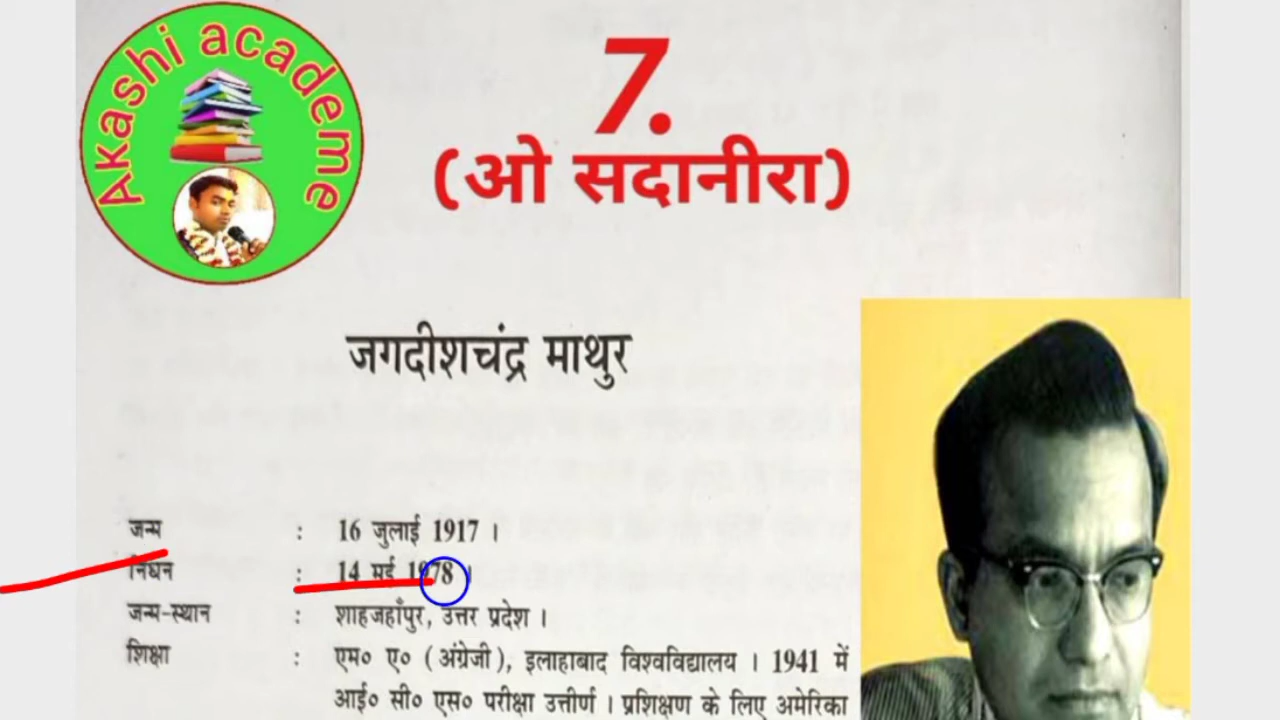 Akashi academe
7.
(ओ सदानीरा)
जगदीशचंद्र माथुर
जन्म : 16 जुलाई 1917 ।
निधन : 14 मई 1978 ।
जन्म-स्थान : शाहजहाँपुर, उत्तर प्रदेश ।
शिक्षा : एम० ए० (अंग्रेजी), इलाहाबाद विश्वविद्यालय । 1941 में
आई० सी० एस० परीक्षा उत्तीर्ण । प्रशिक्षण के लिए अमेरिका